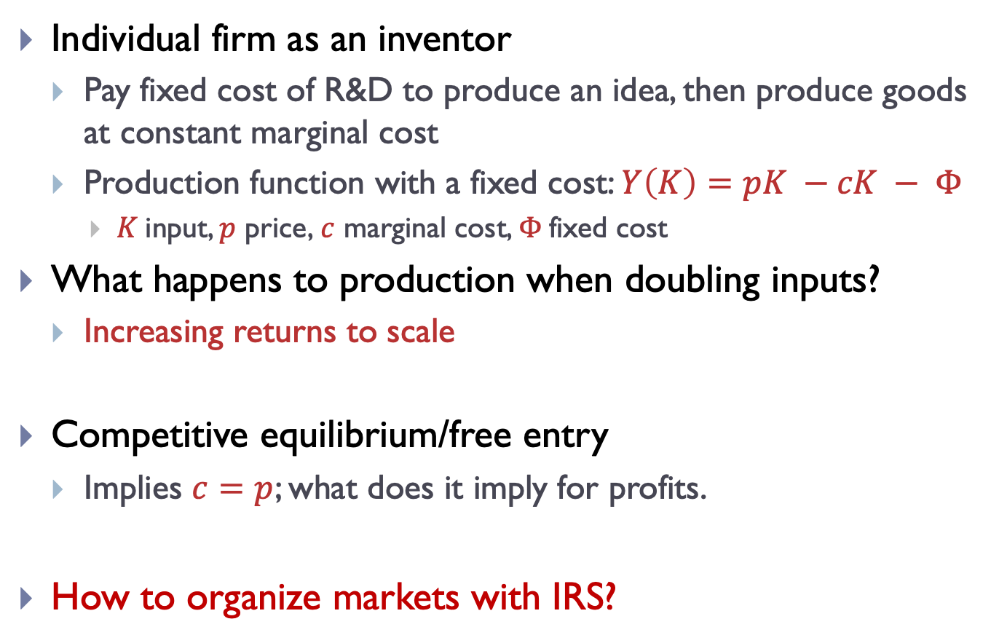 Individual firm as an inventor
Pay fixed cost of R&D to produce an idea, then produce goods
at constant marginal cost
Production function with a fixed cost: Y(K) = pK − cK − Φ
K input, p price, c marginal cost, Φ fixed cost
What happens to production when doubling inputs?
Increasing returns to scale
Competitive equilibrium/free entry
Implies c = p; what does it imply for profits.
How to organize markets with IRS?